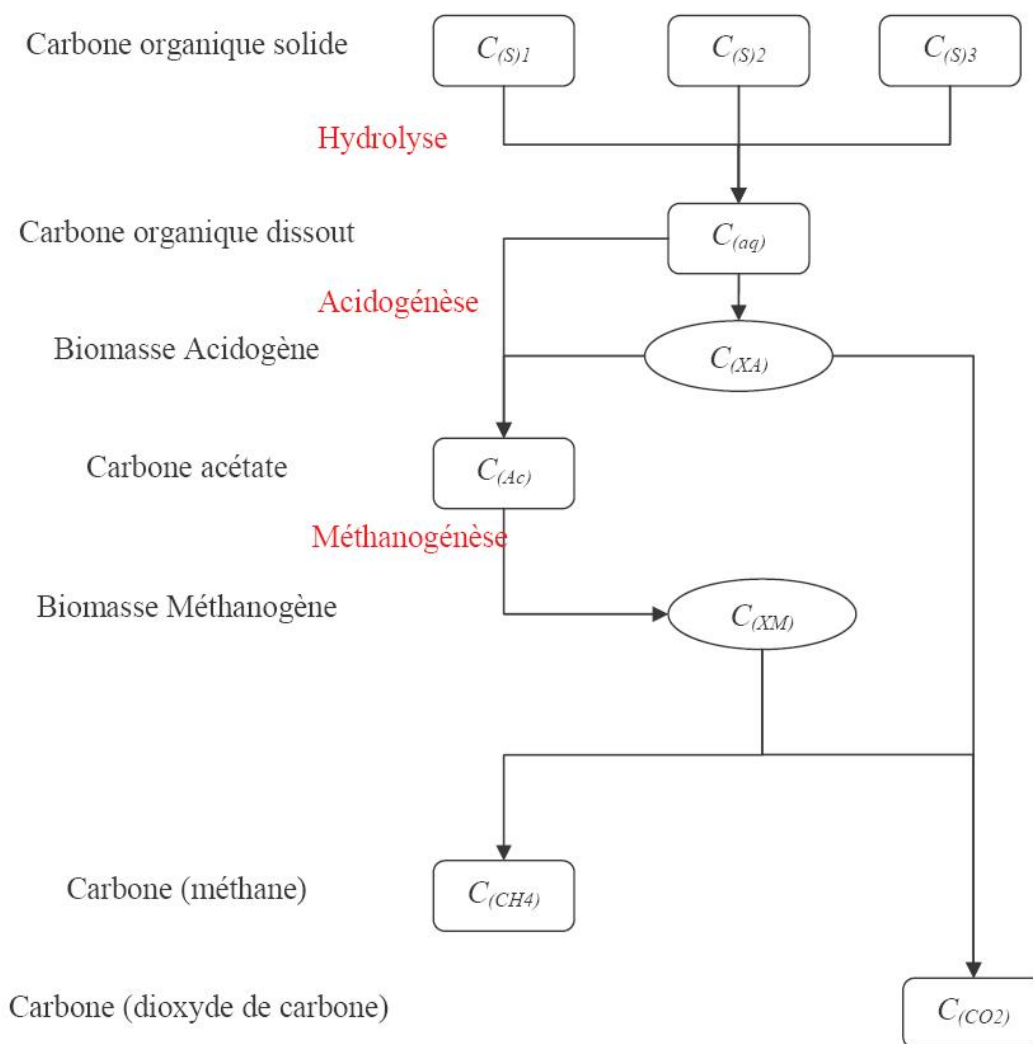 Carbone organique solide
C(S)1
C(S)2
C(S)3
Hydrolyse
Carbone organique dissout
C(aq)
Acidogénèse
Biomasse Acidogène
C(XA)
Carbone acétate
C(Ac)
Méthanogénèse
Biomasse Méthanogène
C(XM)
Carbone (méthane)
C(CH4)
Carbone (dioxyde de carbone)
C(CO2)